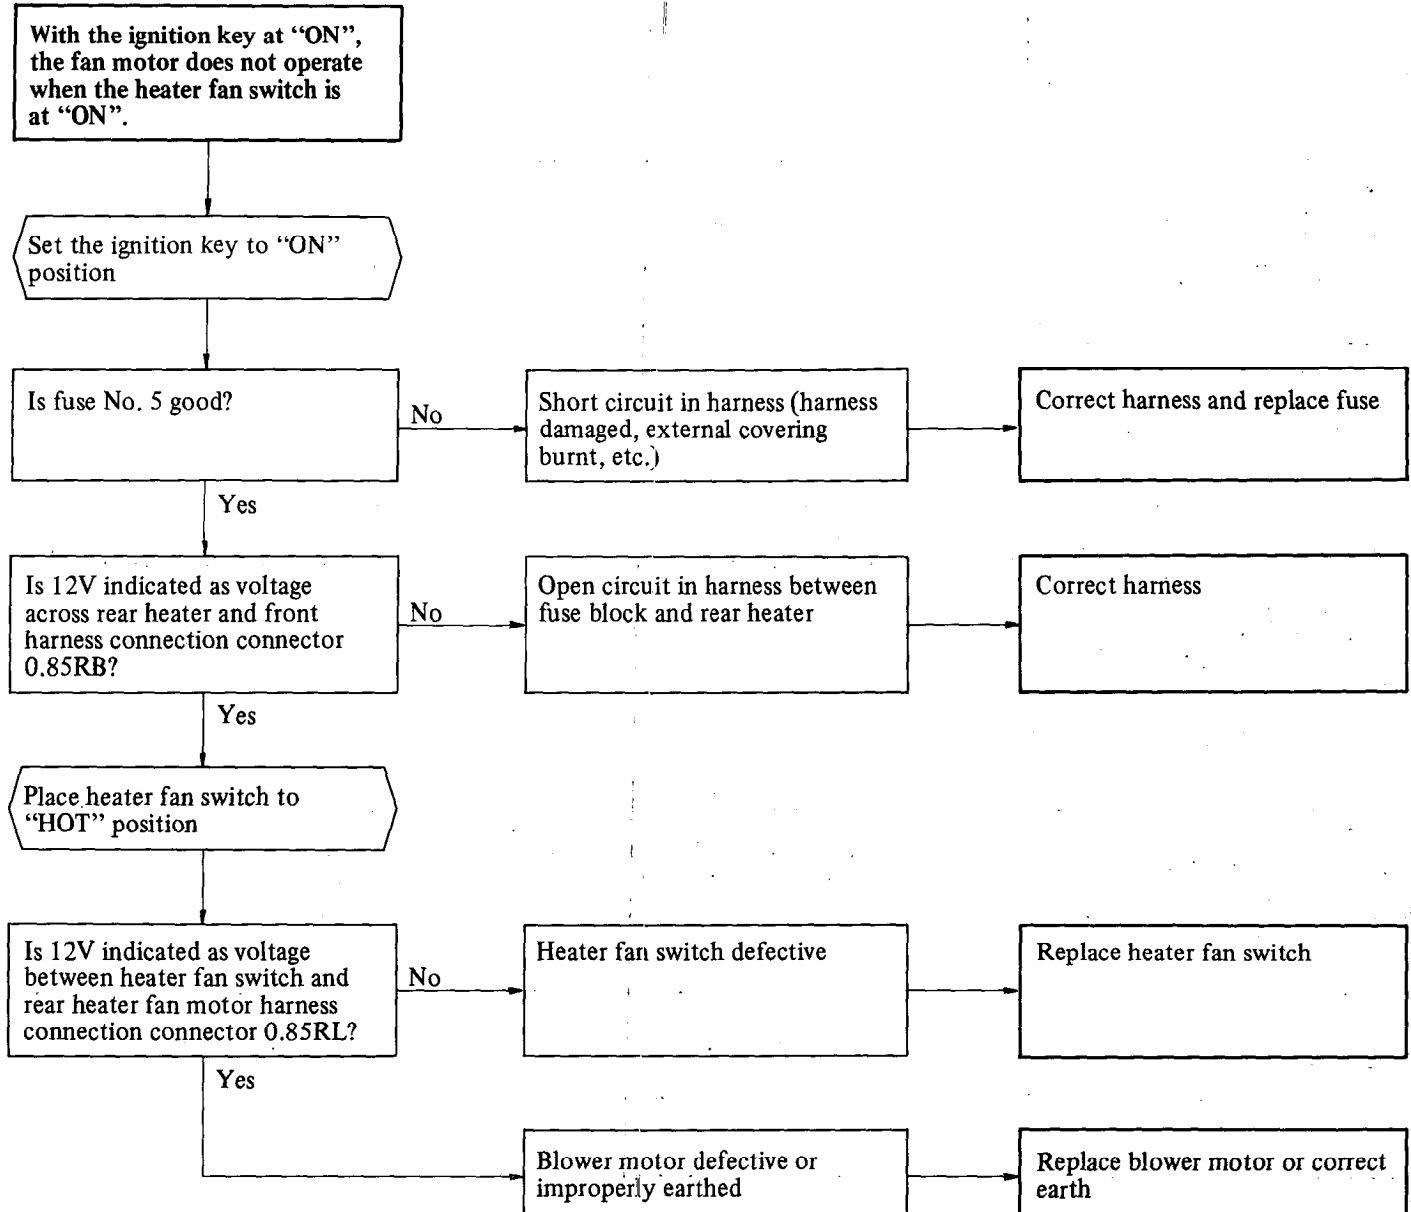 With the ignition key at “ON”,
the fan motor does not operate
when the heater fan switch is
at “ON”.
Set the ignition key to “ON”
position
Is fuse No. 5 good?
No
Short circuit in harness (harness
damaged, external covering
burnt, etc.)
Correct harness and replace fuse
Yes
Is 12V indicated as voltage
across rear heater and front
harness connection connector
0.85RB?
No
Open circuit in harness between
fuse block and rear heater
Correct harness
Yes
Place heater fan switch to
“HOT” position
Is 12V indicated as voltage
between heater fan switch and
rear heater fan motor harness
connection connector 0.85RL?
No
Heater fan switch defective
Replace heater fan switch
Yes
Blower motor defective or
improperly earthed
Replace blower motor or correct
earth